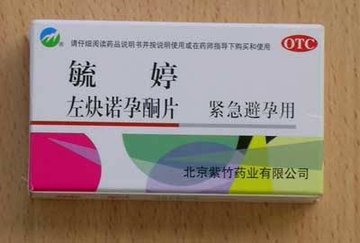 请仔细阅读药品说明书并按说明使用或在药师指导下购买和使用
OTC
毓婷
左炔诺孕酮片 紧急避孕用
北京紫竹药业有限公司